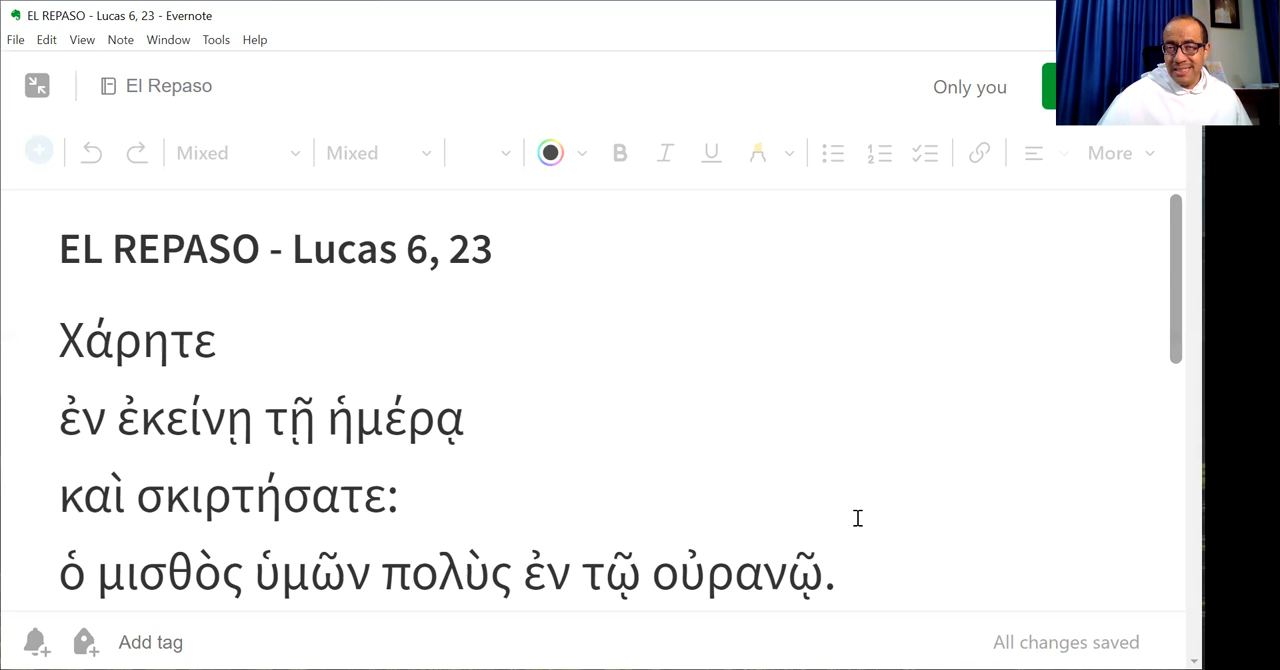 EL REPASO - Lucas 6, 23 - Evernote
File Edit View Note Window Tools Help
El Repaso
Only you
Mixed Mixed B I U More
EL REPASO - Lucas 6, 23
Χάρητε
ἐν ἐκείνῃ τῇ ἡμέρᾳ
καὶ σκιρτήσατε:
ὁ μισθὸς ὑμῶν πολὺς ἐν τῷ οὐρανῷ.
Add tag
All changes saved